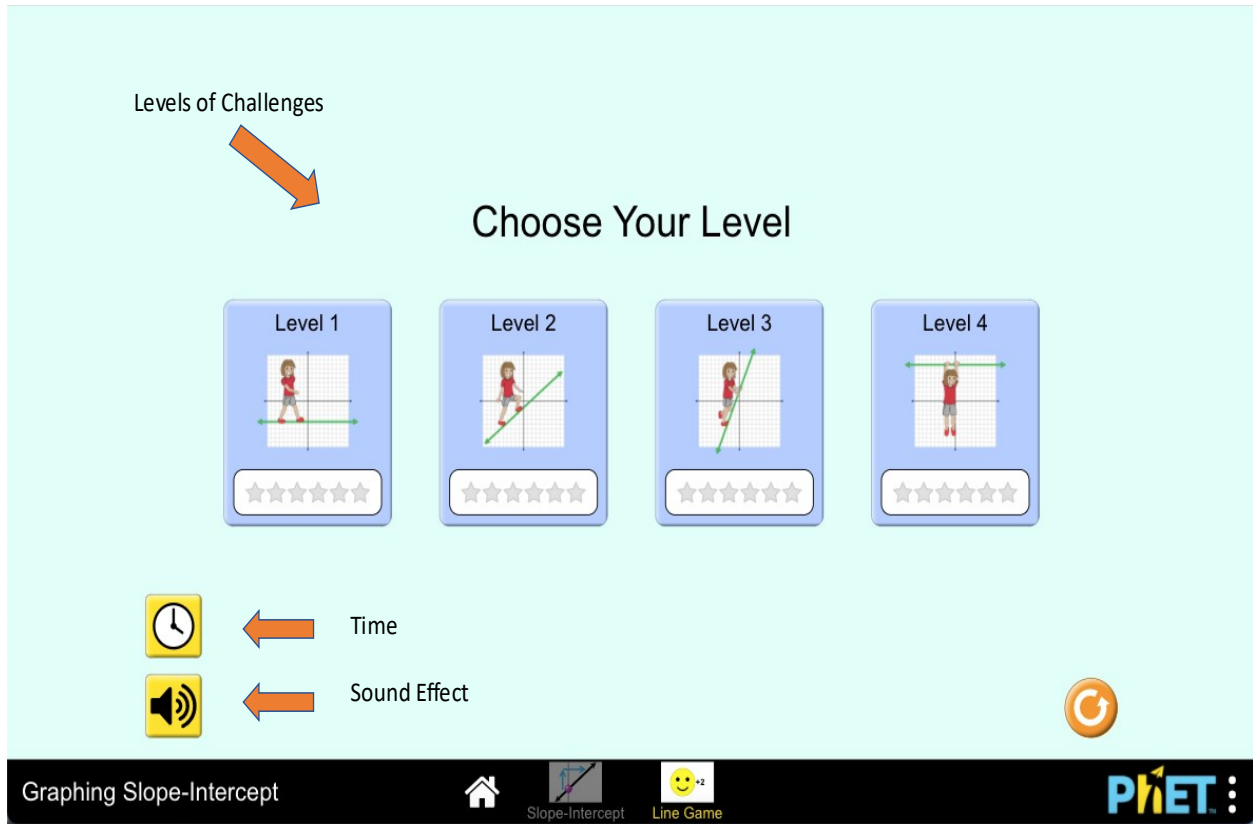 Levels of Challenges
Choose Your Level
Level 1
Level 2
Level 3
Level 4
Time
Sound Effect
Graphing Slope-Intercept
Slope-Intercept
+2
Line Game
PhET